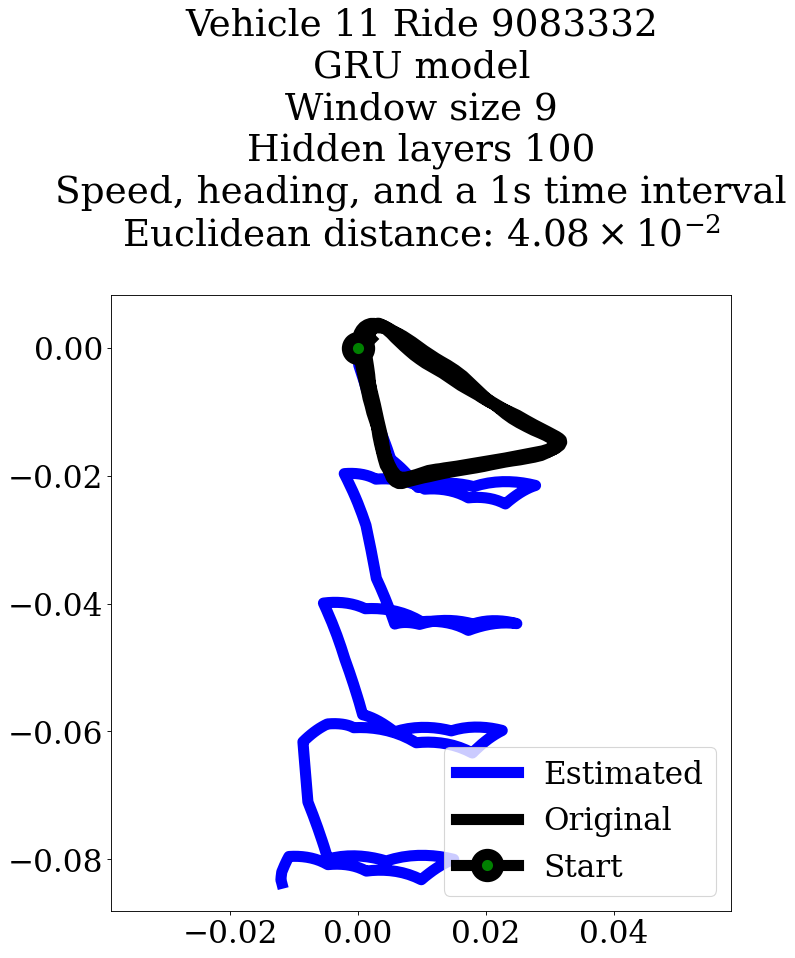 Vehicle 11 Ride 9083332
GRU model
Window size 9
Hidden layers 100
Speed, heading, and a 1s time interval
Euclidean distance: 4.08 × 10⁻²
0.00
−0.02
−0.04
−0.06
−0.08
Estimated
Original
Start
−0.02 0.00 0.02 0.04